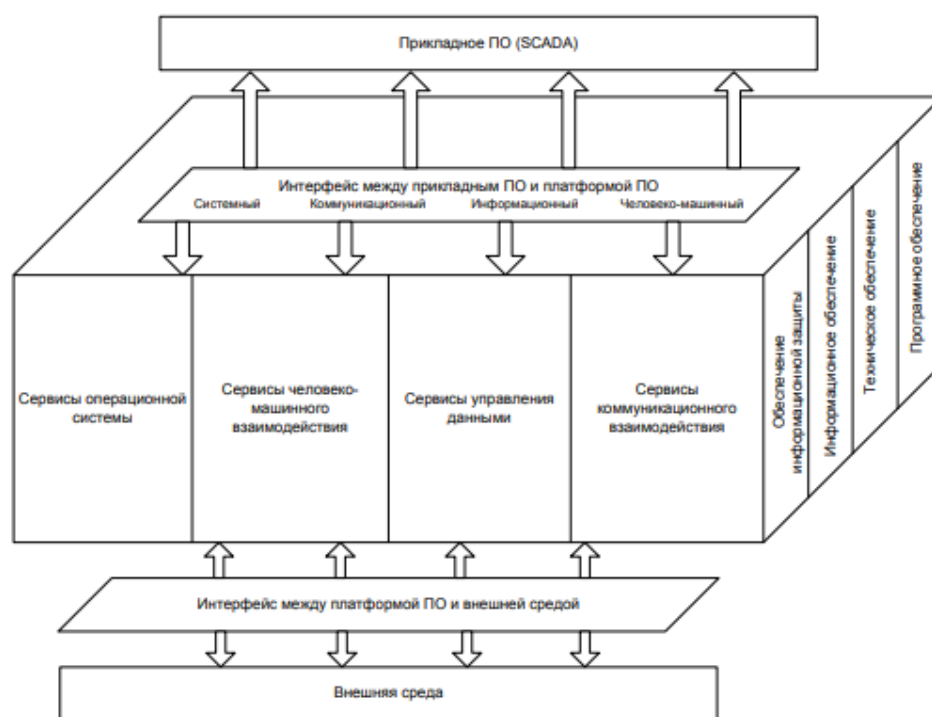 Прикладное ПО (SCADA)
Интерфейс между прикладным ПО и платформой ПО
Системный Коммуникационный Информационный Человеко-машинный
Сервисы операционной
системы
Сервисы человеко-
машинного
взаимодействия
Сервисы управления
данными
Сервисы
коммуникационного
взаимодействия
Обеспечение
информационной защиты
Информационное обеспечение
Техническое обеспечение
Программное обеспечение
Интерфейс между платформой ПО и внешней средой
Внешняя среда